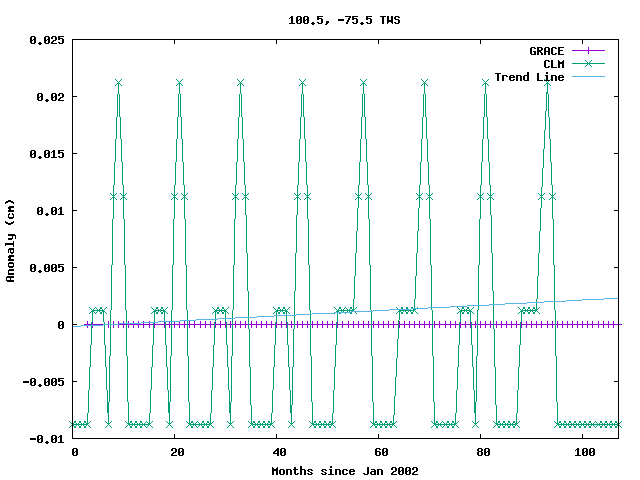 100.5, -75.5 TWS
GRACE
CLM
Trend Line
0.025
0.02
0.015
0.01
0.005
0
-0.005
-0.01
Anomaly (cm)
0 20 40 60 80 100
Months since Jan 2002